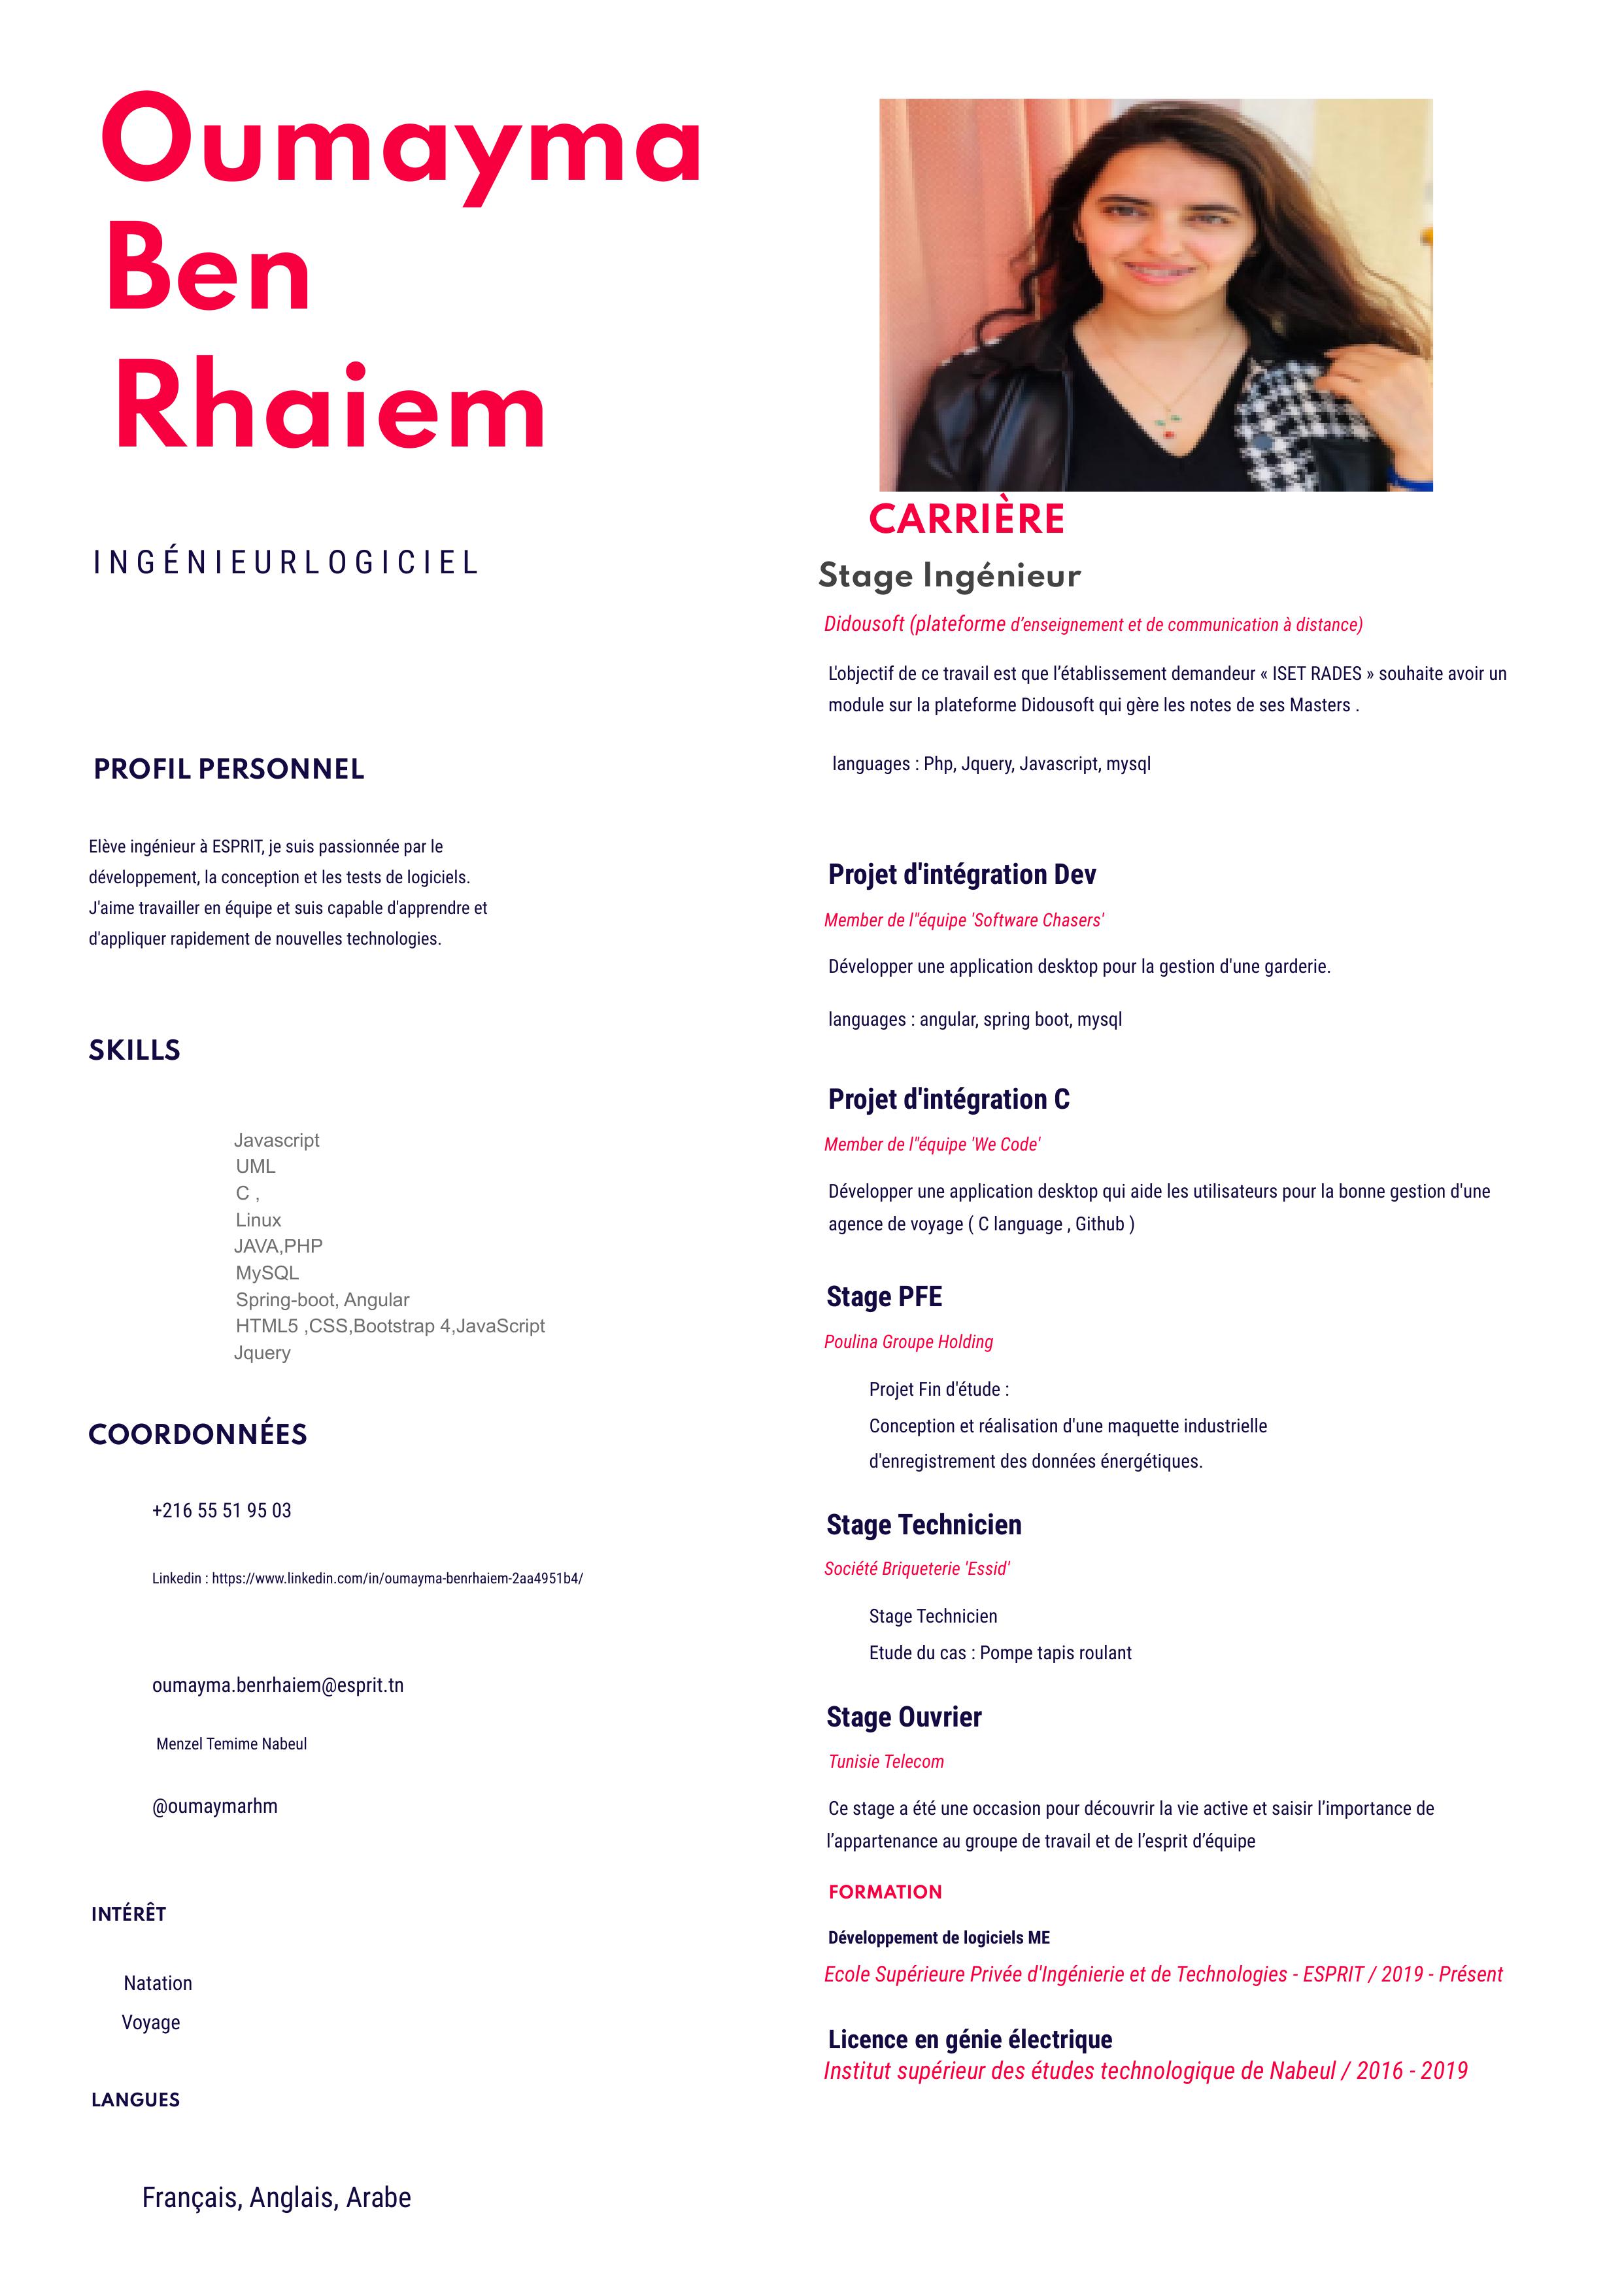 Oumayma
Ben
Rhaiem
INGÉNIEURLOGICIEL
PROFIL PERSONNEL
Elève ingénieur à ESPRIT, je suis passionnée par le
développement, la conception et les tests de logiciels.
J'aime travailler en équipe et suis capable d'apprendre et
d'appliquer rapidement de nouvelles technologies.
SKILLS
Javascript
UML
C ,
Linux
JAVA,PHP
MySQL
Spring-boot, Angular
HTML5 ,CSS,Bootstrap 4,JavaScript
Jquery
COORDONNÉES
+216 55 51 95 03
Linkedin : https://www.linkedin.com/in/oumayma-benrhaiem-2aa4951b4/
oumayma.benrhaiem@esprit.tn
Menzel Temime Nabeul
@oumaymarhm
INTÉRÊT
Natation
Voyage
LANGUES
Français, Anglais, Arabe
CARRIÈRE
Stage Ingénieur
Didousoft (plateforme d’enseignement et de communication à distance)
L'objectif de ce travail est que l’établissement demandeur « ISET RADES » souhaite avoir un
module sur la plateforme Didousoft qui gère les notes de ses Masters .
languages : Php, Jquery, Javascript, mysql
Projet d'intégration Dev
Member de l"équipe 'Software Chasers'
Développer une application desktop pour la gestion d'une garderie.
languages : angular, spring boot, mysql
Projet d'intégration C
Member de l"équipe 'We Code'
Développer une application desktop qui aide les utilisateurs pour la bonne gestion d'une
agence de voyage ( C language , Github )
Stage PFE
Poulina Groupe Holding
Projet Fin d'étude :
Conception et réalisation d'une maquette industrielle
d'enregistrement des données énergétiques.
Stage Technicien
Société Briqueterie 'Essid'
Stage Technicien
Etude du cas : Pompe tapis roulant
Stage Ouvrier
Tunisie Telecom
Ce stage a été une occasion pour découvrir la vie active et saisir l’importance de
l’appartenance au groupe de travail et de l’esprit d’équipe
FORMATION
Développement de logiciels ME
Ecole Supérieure Privée d'Ingénierie et de Technologies - ESPRIT / 2019 - Présent
Licence en génie électrique
Institut supérieur des études technologique de Nabeul / 2016 - 2019